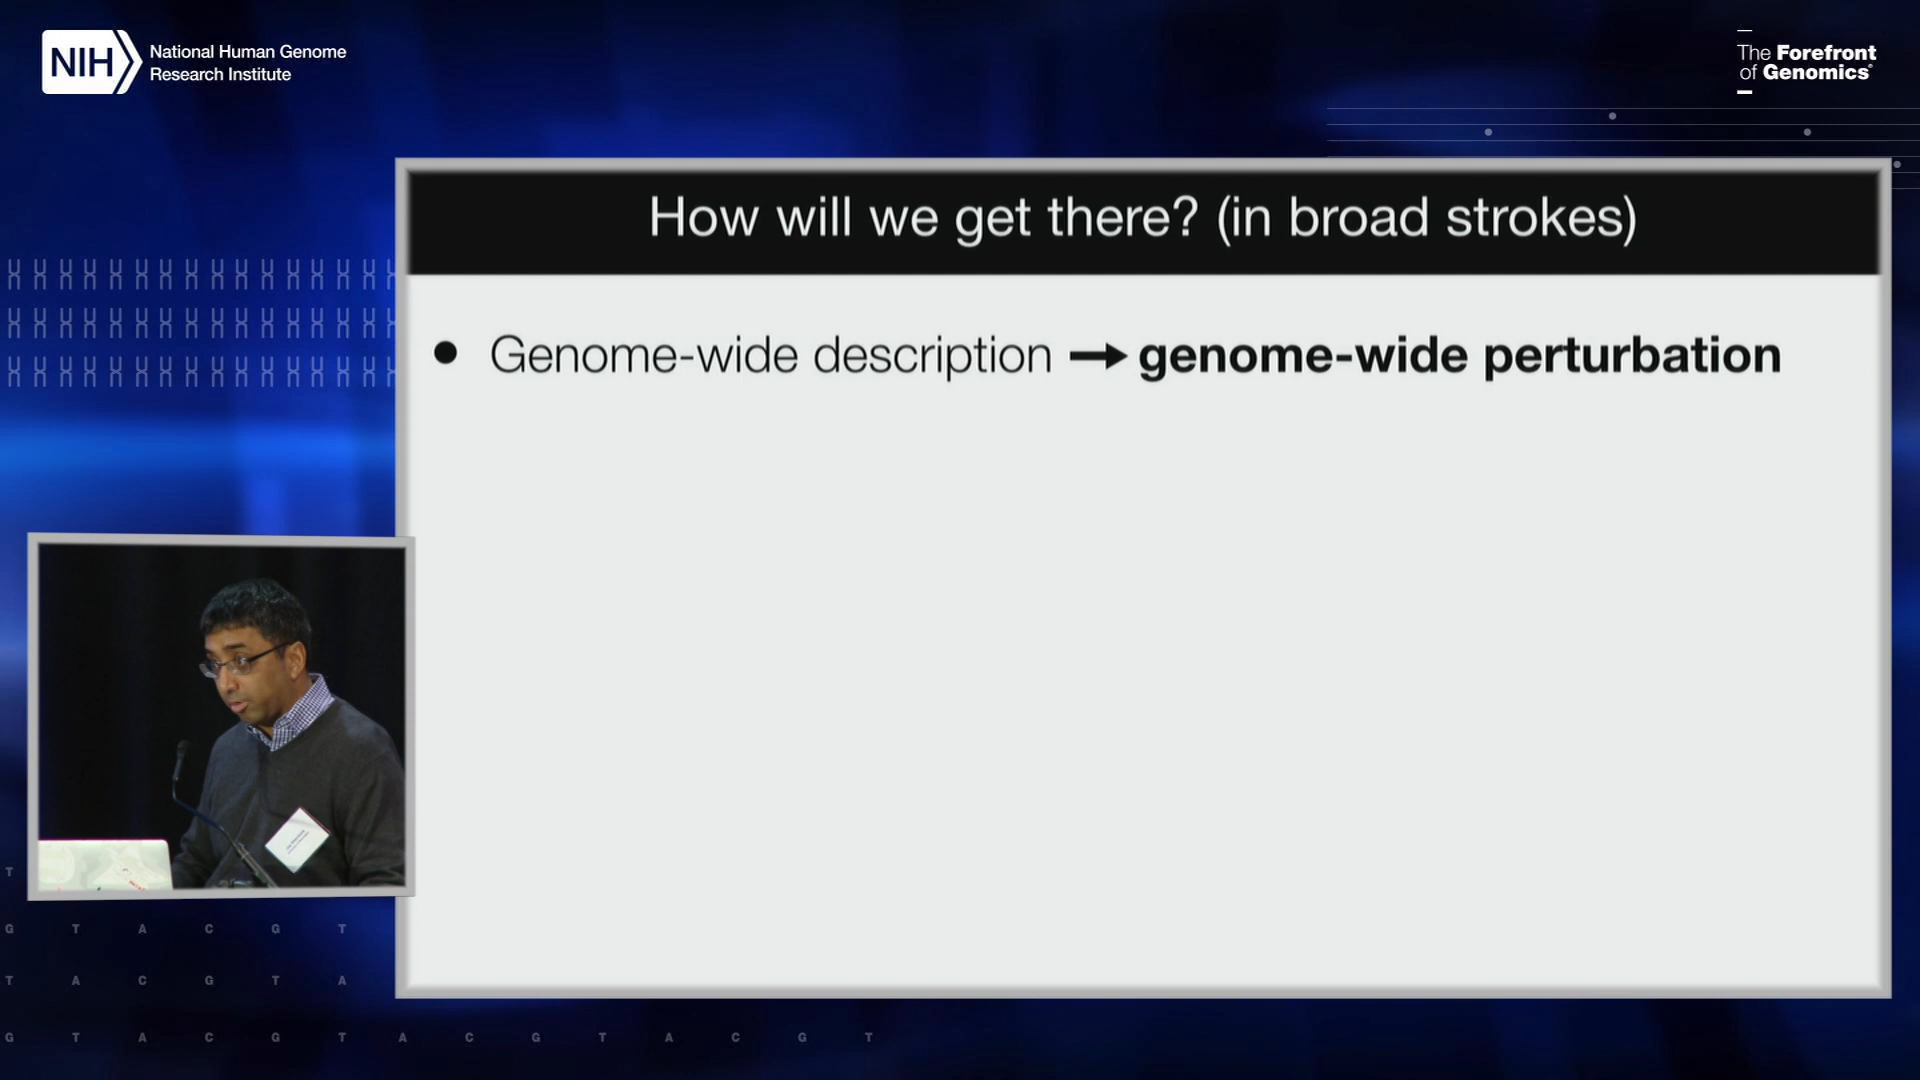 NIH
National Human Genome
Research Institute
The Forefront
of Genomics®
How will we get there? (in broad strokes)
• Genome-wide description → genome-wide perturbation
T
G T A C G T
T A C G T A
G T A C G T A C G T A C G T